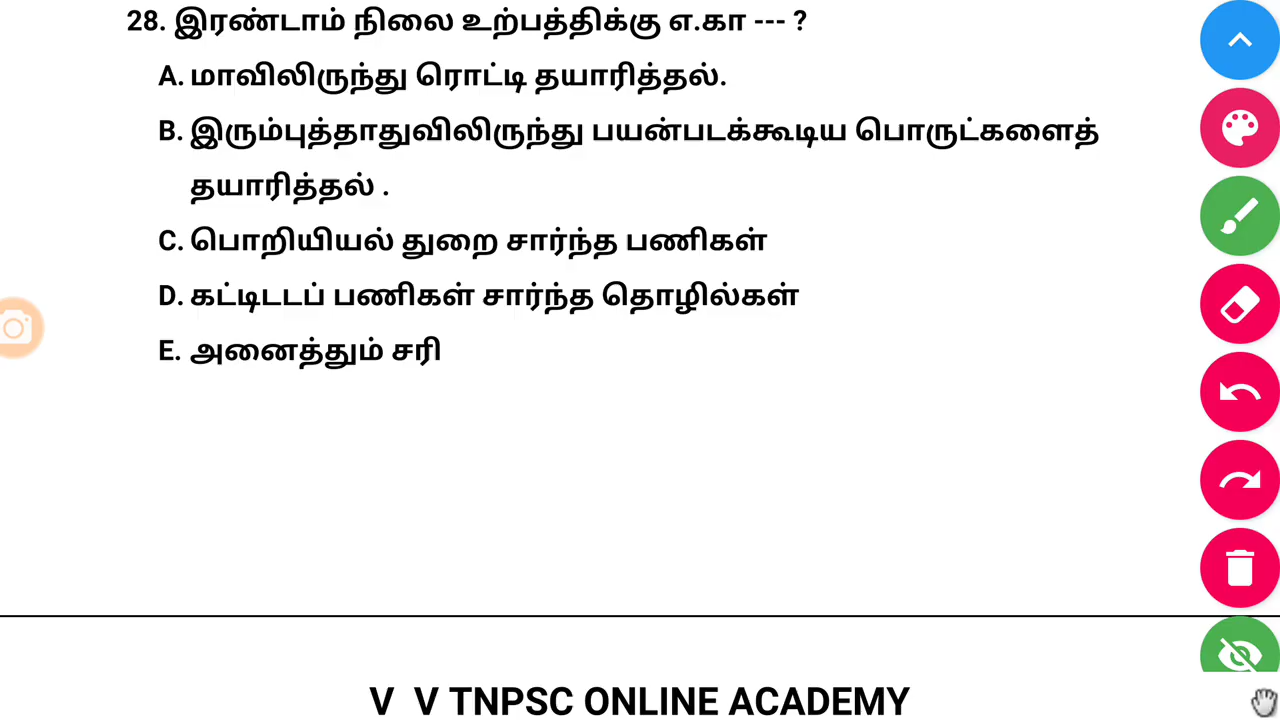 28. இரண்டாம் நிலை உற்பத்திக்கு எ.கா --- ?
A. மாவிலிருந்து ரொட்டி தயாரித்தல்.
B. இரும்புத்தாதுவிலிருந்து பயன்படக்கூடிய பொருட்களைத்
தயாரித்தல் .
C. பொறியியல் துறை சார்ந்த பணிகள்
D. கட்டிடடப் பணிகள் சார்ந்த தொழில்கள்
E. அனைத்தும் சரி
V V TNPSC ONLINE ACADEMY